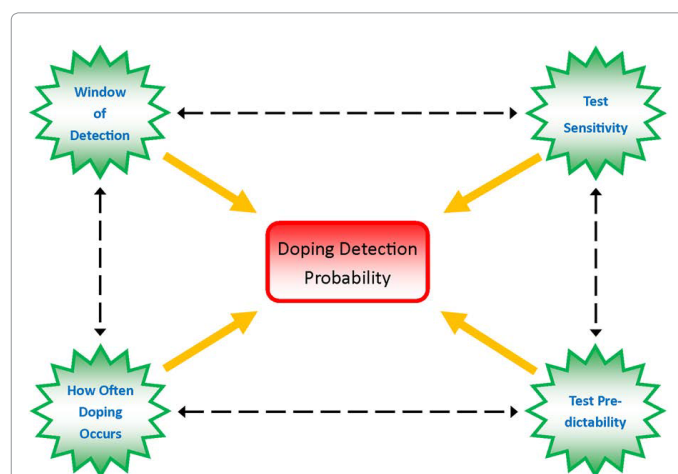 Window
of
Detection
Test
Sensitivity
Doping Detection
Probability
How Often
Doping
Occurs
Test Pre-
dictability